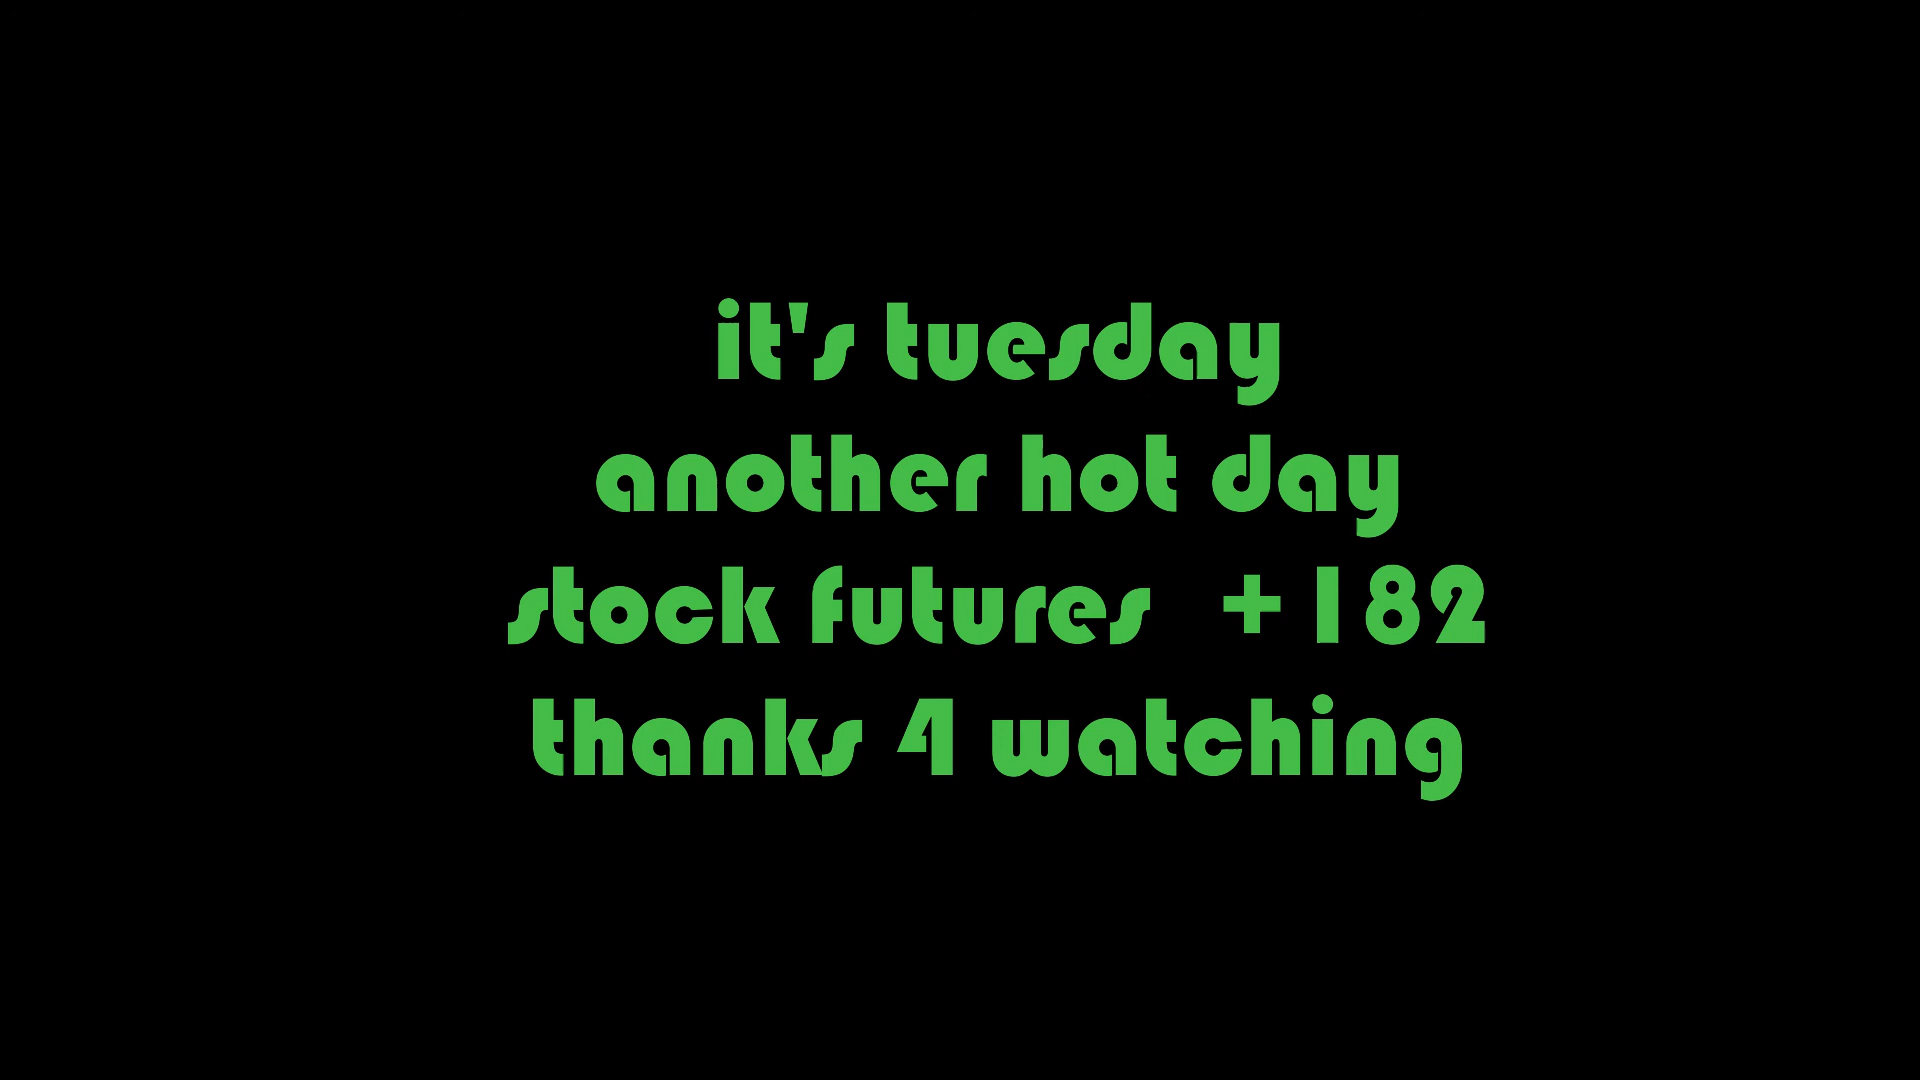 it's tuesday
another hot day
stock futures  +182
thanks 4 watching